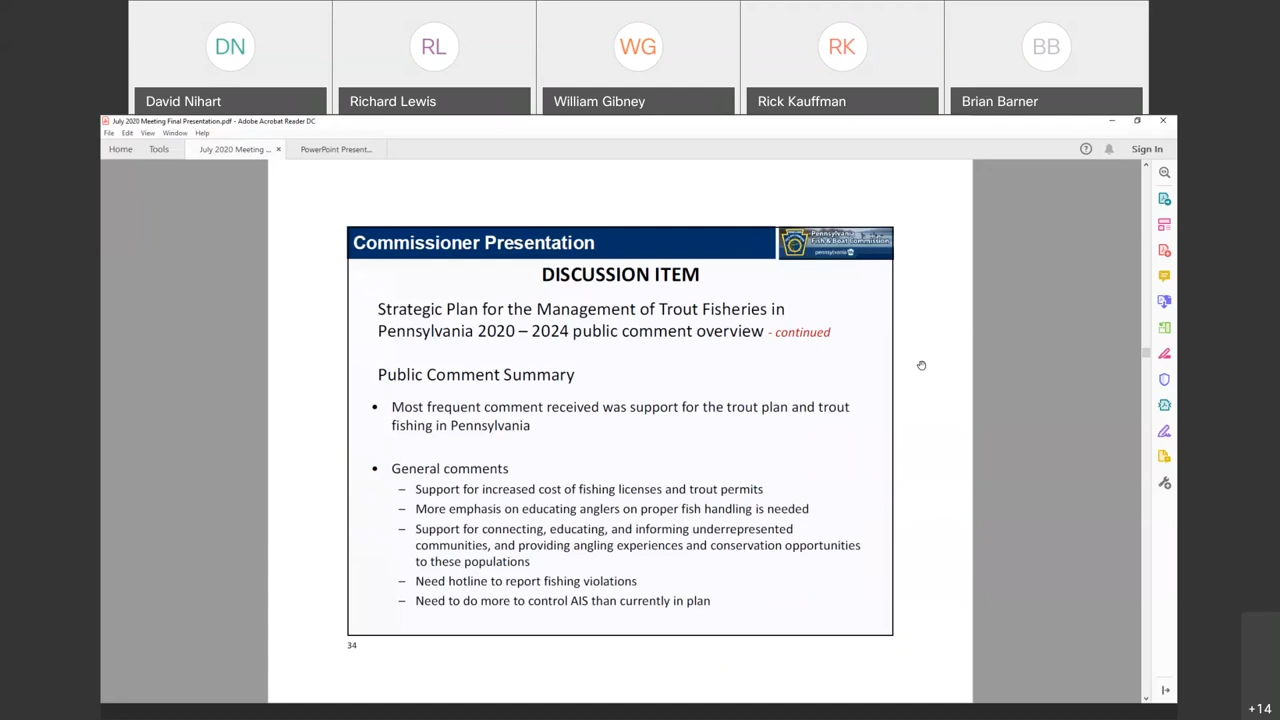 DN
RL
WG
RK
BB
David Nihart
Richard Lewis
William Gibney
Rick Kauffman
Brian Barner
July 2020 Meeting Final Presentation.pdf - Adobe Acrobat Reader DC
File Edit View Window Help
Home Tools July 2020 Meeting ... × PowerPoint Present... Sign In
Commissioner Presentation
Pennsylvania
Fish & Boat Commission
pennsylvania
DISCUSSION ITEM
Strategic Plan for the Management of Trout Fisheries in
Pennsylvania 2020 – 2024 public comment overview - continued
Public Comment Summary
• Most frequent comment received was support for the trout plan and trout
fishing in Pennsylvania
• General comments
– Support for increased cost of fishing licenses and trout permits
– More emphasis on educating anglers on proper fish handling is needed
– Support for connecting, educating, and informing underrepresented
communities, and providing angling experiences and conservation opportunities
to these populations
– Need hotline to report fishing violations
– Need to do more to control AIS than currently in plan
34
+14